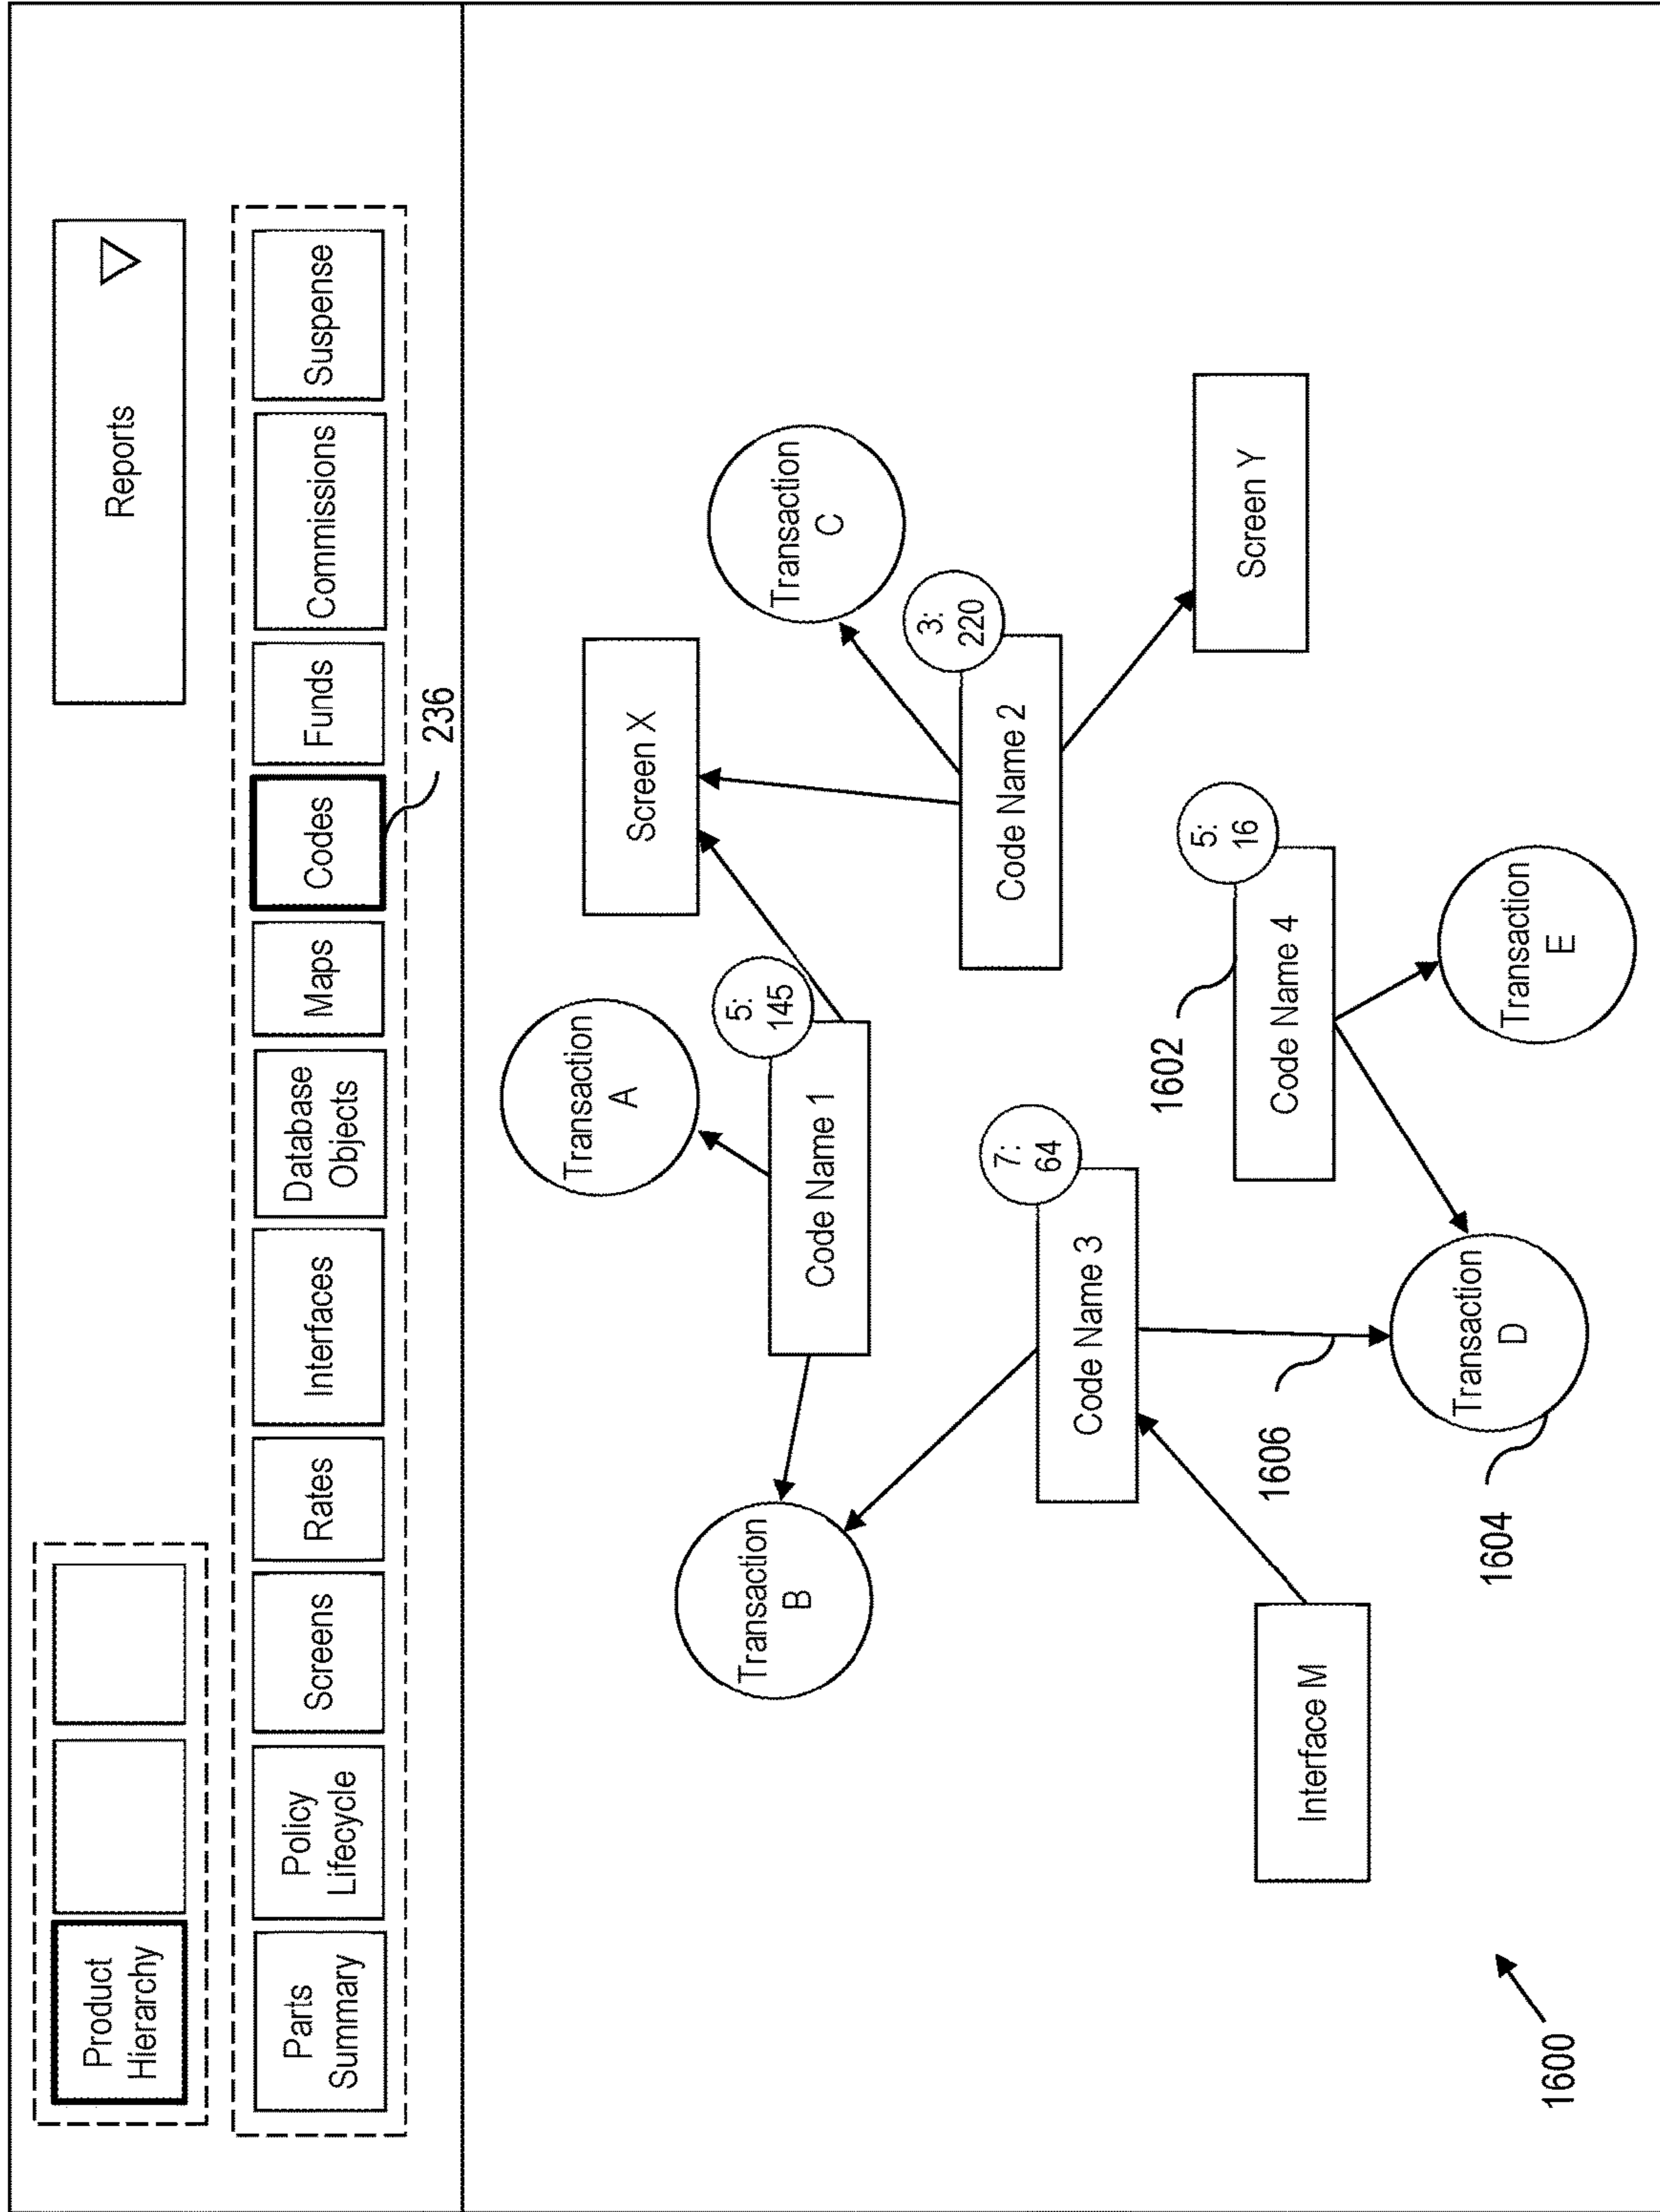 Product
Hierarchy
Reports
Parts
Summary
Policy
Lifecycle
Screens
Rates
Interfaces
Database
Objects
Maps
Codes
Funds
Commissions
Suspense
236
Transaction
A
Screen X
Transaction
B
5:
145
Code Name 1
Transaction
C
3:
220
Code Name 2
7:
64
Code Name 3
1602
5:
16
Code Name 4
Screen Y
Interface M
1606
Transaction
D
1604
Transaction
E
1600